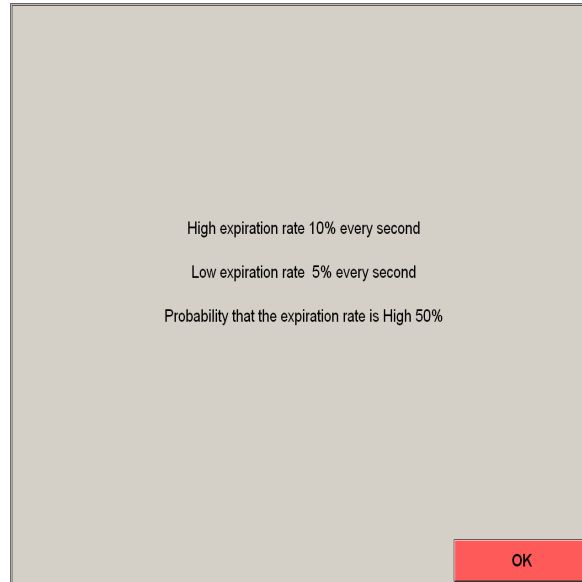 High expiration rate 10% every second
Low expiration rate  5% every second
Probability that the expiration rate is High 50%
OK